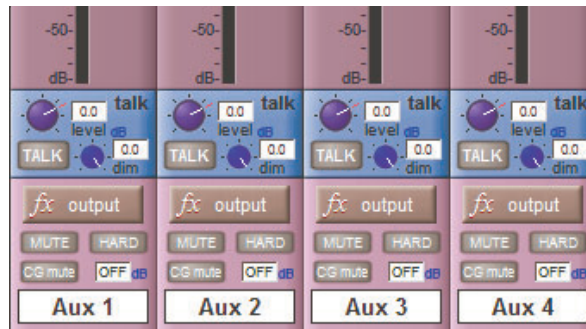 -50- -50- -50- -50-
dB- dB- dB- dB-
0.0 talk 0.0 talk 0.0 talk 0.0 talk
level dB level dB level dB level dB
TALK 0.0 TALK 0.0 TALK 0.0 TALK 0.0
dim dim dim dim
fx output fx output fx output fx output
MUTE HARD MUTE HARD MUTE HARD MUTE HARD
CG mute OFF dB CG mute OFF dB CG mute OFF dB CG mute OFF dB
Aux 1 Aux 2 Aux 3 Aux 4